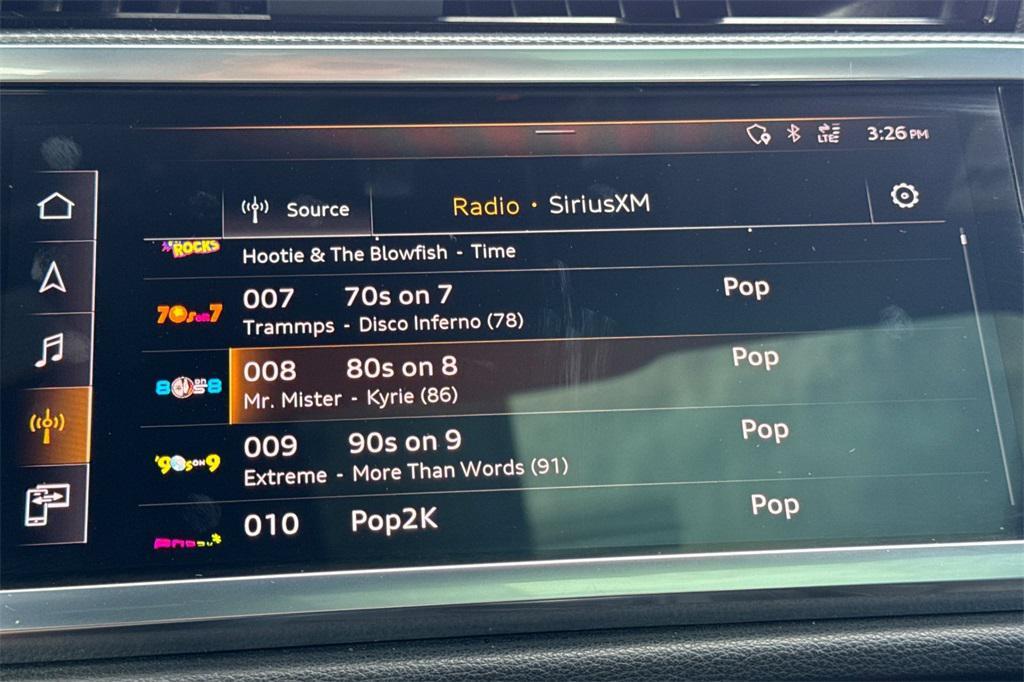 LTE 3:26 PM
Source Radio • SiriusXM
ROCKS
Hootie & The Blowfish - Time
70s on 7 007 70s on 7 Pop
Trammps - Disco Inferno (78)
8 on 8 008 80s on 8 Pop
Mr. Mister - Kyrie (86)
'90s on 9 009 90s on 9 Pop
Extreme - More Than Words (91)
010 Pop2K Pop